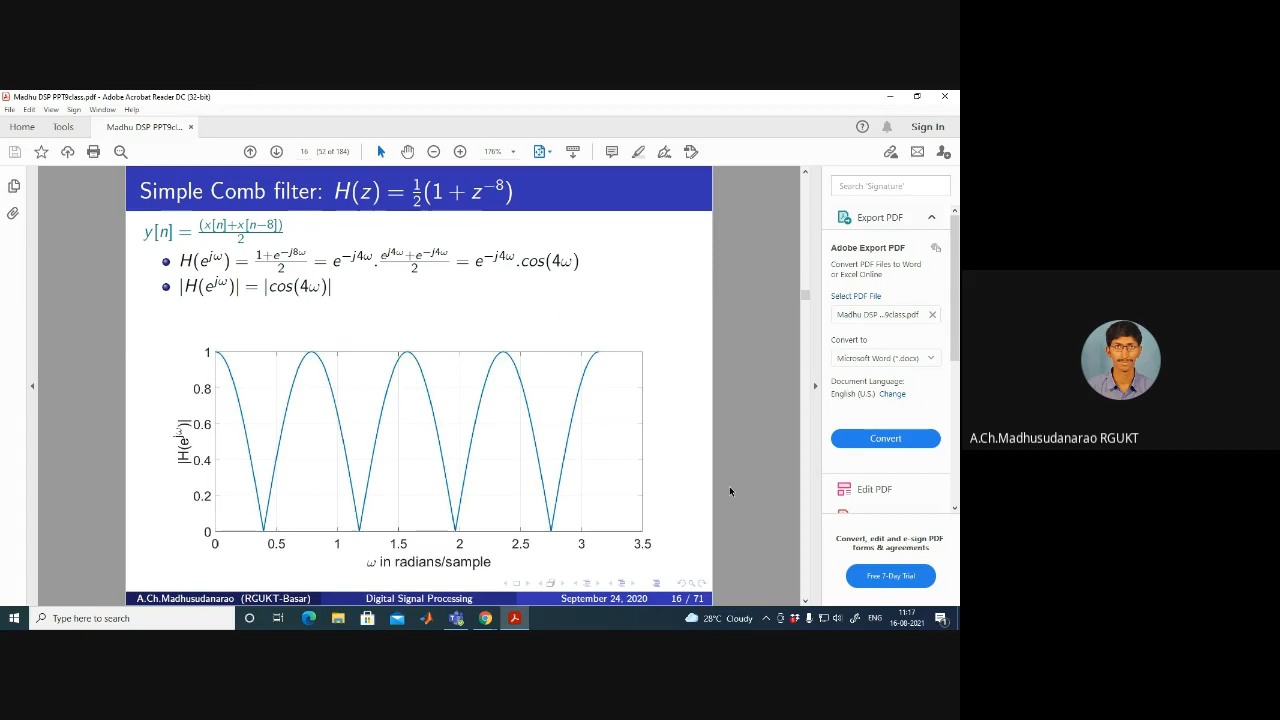 Madhu DSP PPT9class.pdf - Adobe Acrobat Reader DC (32-bit)
File Edit View Sign Window Help
Home Tools Madhu DSP PPT9cl... × Sign In
16 (52 of 184) 176%
Simple Comb filter: H(z) = 1/2(1 + z^−8)
y[n] = (x[n]+x[n−8])/2
H(e^jω) = (1+e^−j8ω)/2 = e^−j4ω.(e^j4ω+e^−j4ω)/2 = e^−j4ω.cos(4ω)
|H(e^jω)| = |cos(4ω)|
1
0.8
0.6
0.4
0.2
0
|H(e^jω)|
0 0.5 1 1.5 2 2.5 3 3.5
ω in radians/sample
A.Ch.Madhusudanarao (RGUKT-Basar) Digital Signal Processing September 24, 2020 16 / 71
Search 'Signature'
Export PDF
Adobe Export PDF
Convert PDF Files to Word
or Excel Online
Select PDF File
Madhu DSP ...9class.pdf ×
Convert to
Microsoft Word (*.docx)
Document Language:
English (U.S.) Change
Convert
Edit PDF
Convert, edit and e-sign PDF
forms & agreements
Free 7-Day Trial
A.Ch.Madhusudanarao RGUKT
Type here to search
28°C Cloudy ENG 11:17
16-08-2021